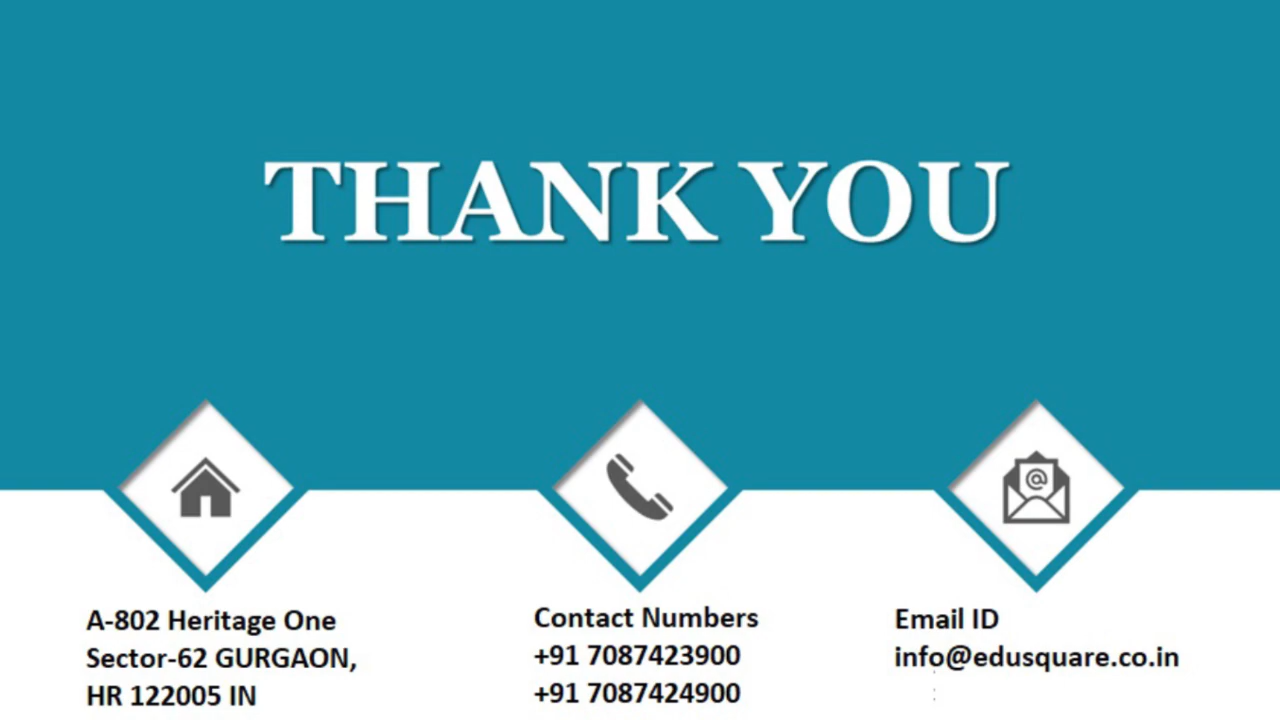 THANK YOU
A-802 Heritage One
Sector-62 GURGAON,
HR 122005 IN
Contact Numbers
+91 7087423900
+91 7087424900
Email ID
info@edusquare.co.in